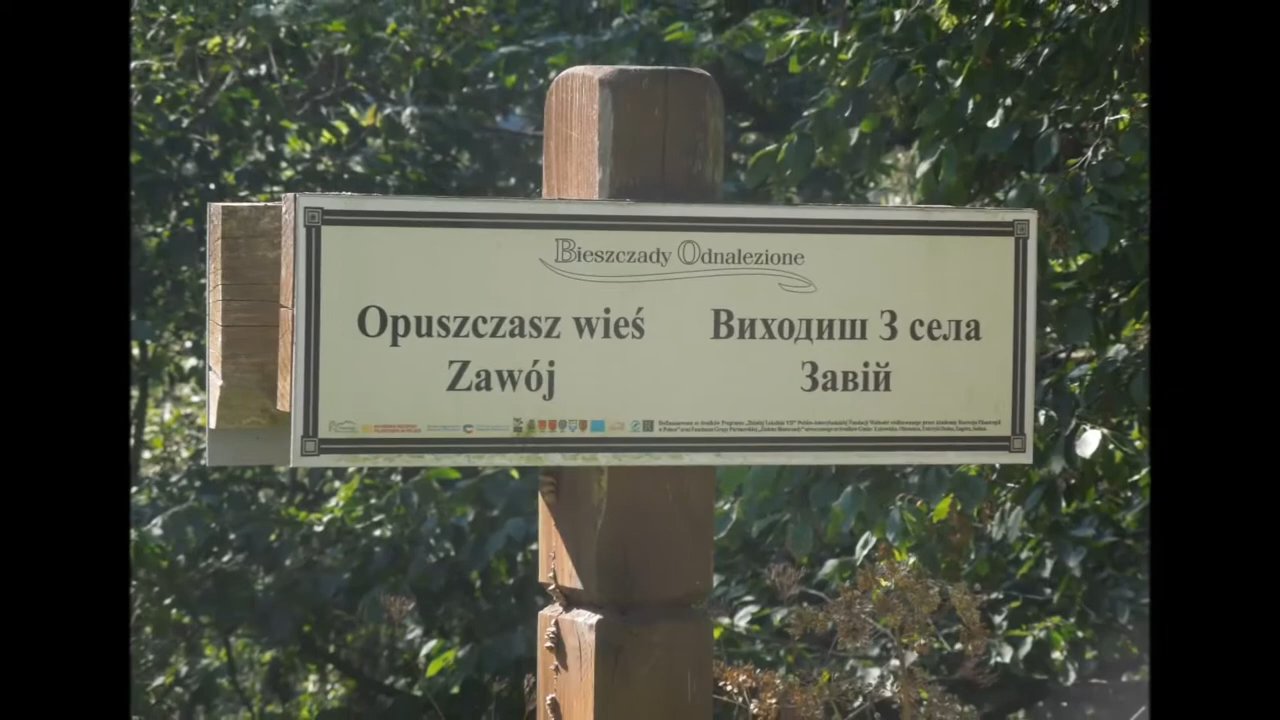 Bieszczady Odnalezione
Opuszczasz wieś
Zawój
Виходиш З села
Завій